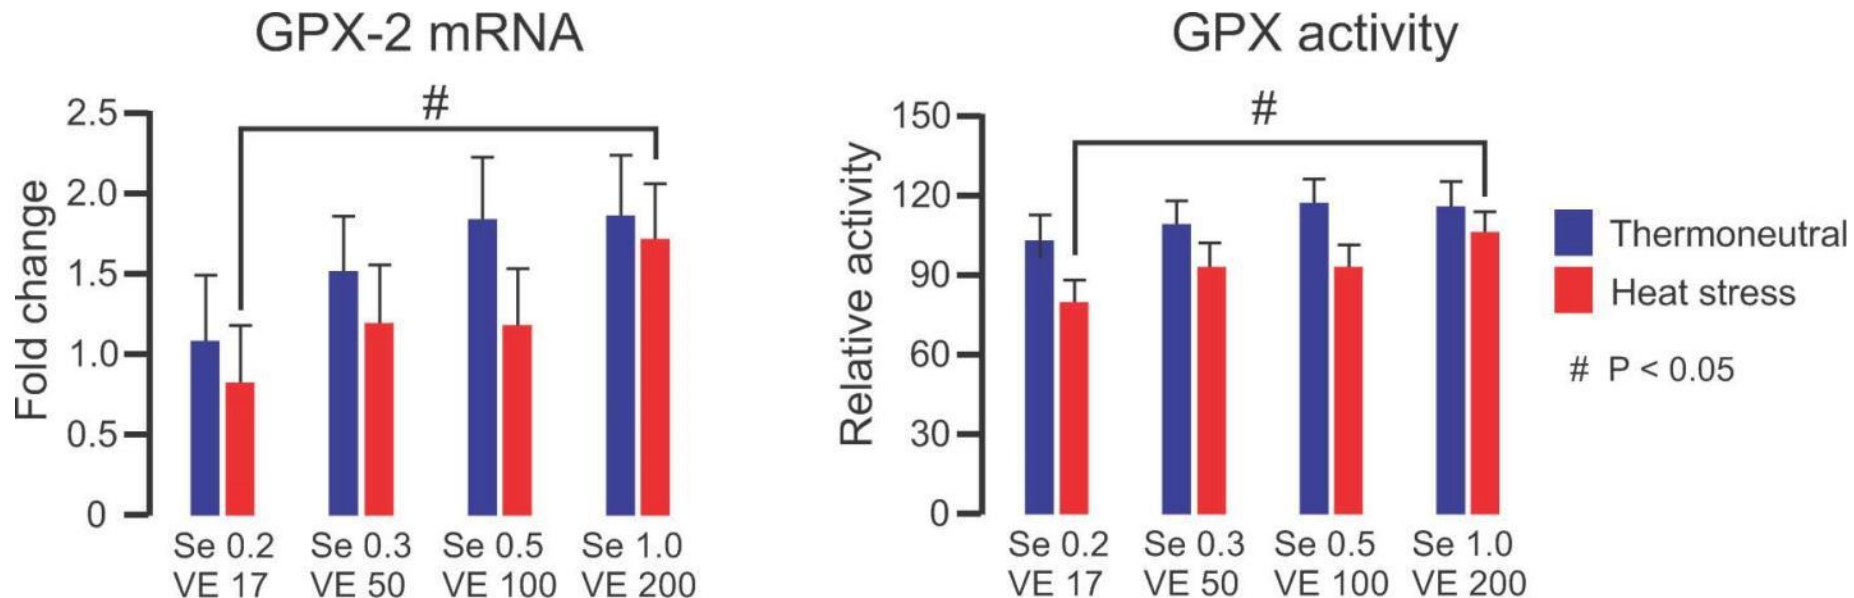 GPX-2 mRNA
#
Fold change
2.5
2.0
1.5
1.0
0.5
0
Se 0.2 Se 0.3 Se 0.5 Se 1.0
VE 17 VE 50 VE 100 VE 200
GPX activity
#
Relative activity
150
120
90
60
30
0
Se 0.2 Se 0.3 Se 0.5 Se 1.0
VE 17 VE 50 VE 100 VE 200
Thermoneutral
Heat stress
# P < 0.05